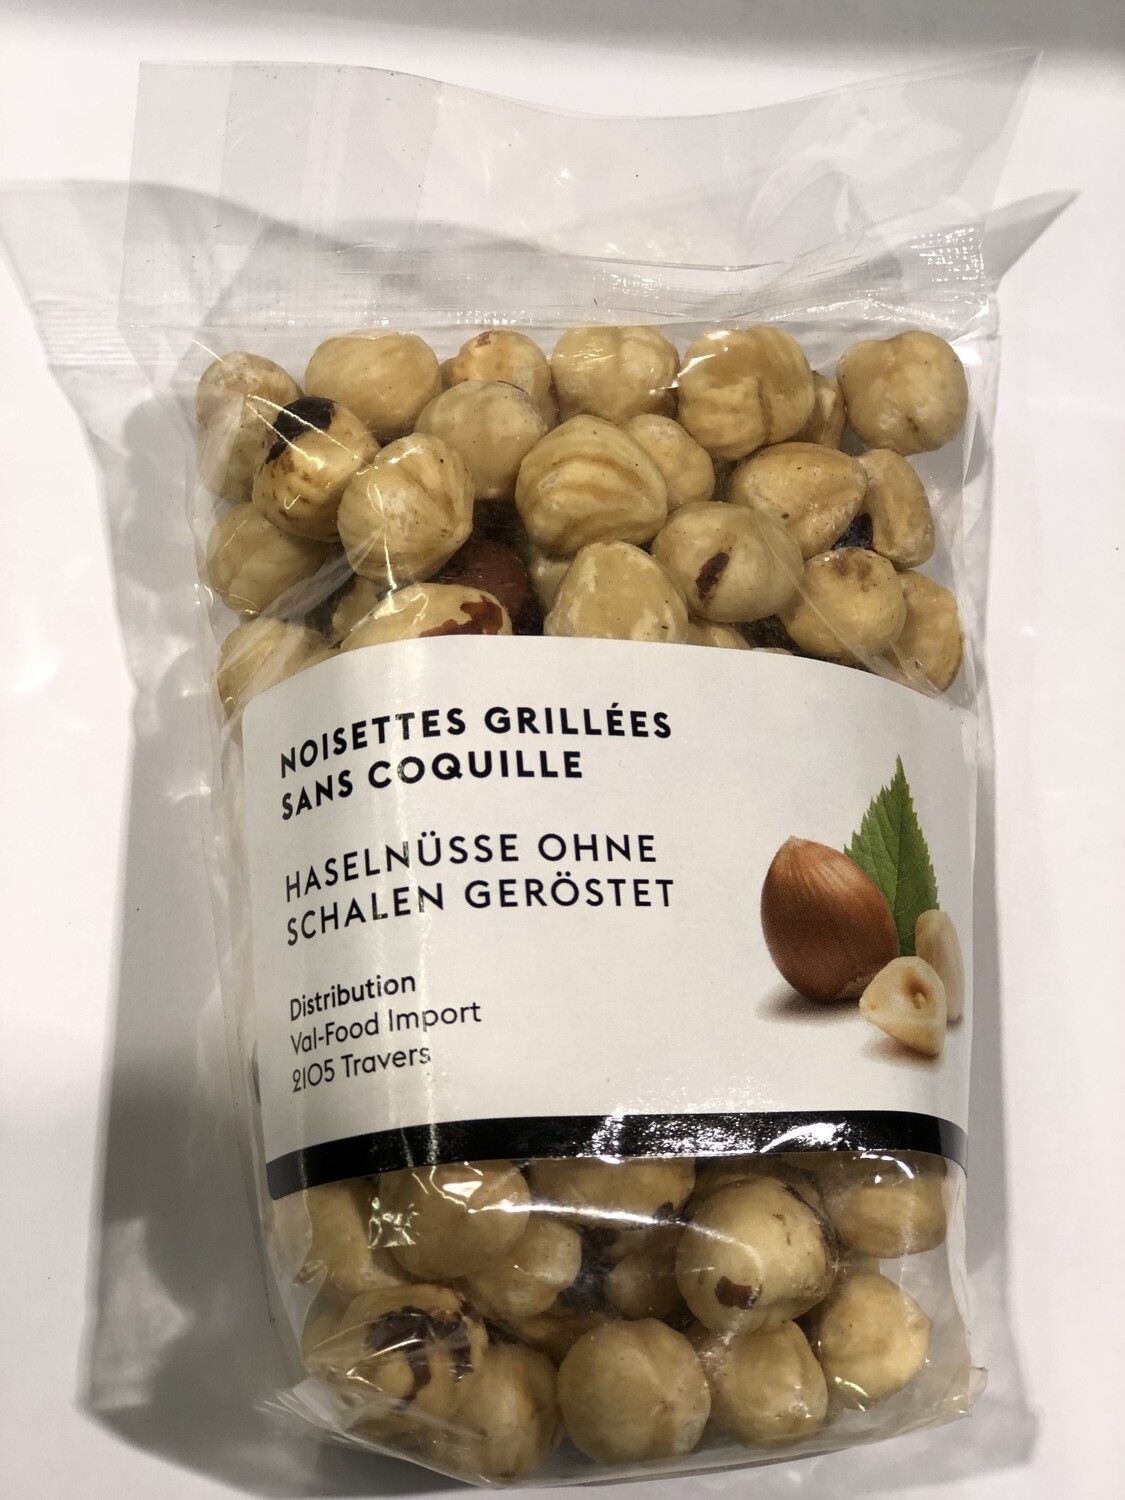 NOISETTES GRILLÉES
SANS COQUILLE
HASELNÜSSE OHNE
SCHALEN GERÖSTET
Distribution
Val-Food Import
2105 Travers